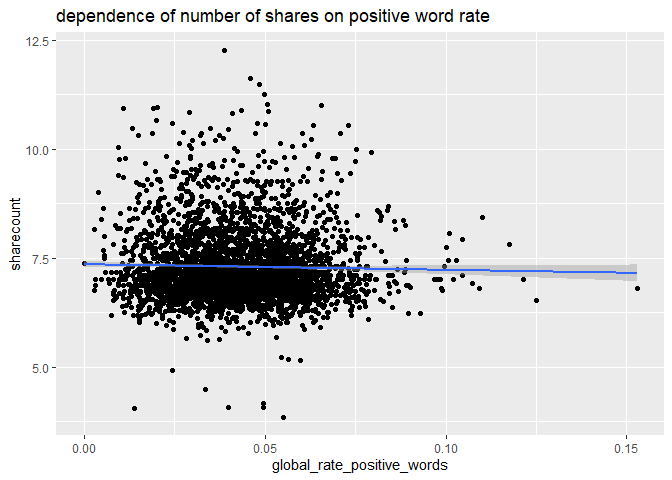 dependence of number of shares on positive word rate
12.5
10.0
7.5
5.0
sharecount
0.00
0.05
0.10
0.15
global_rate_positive_words